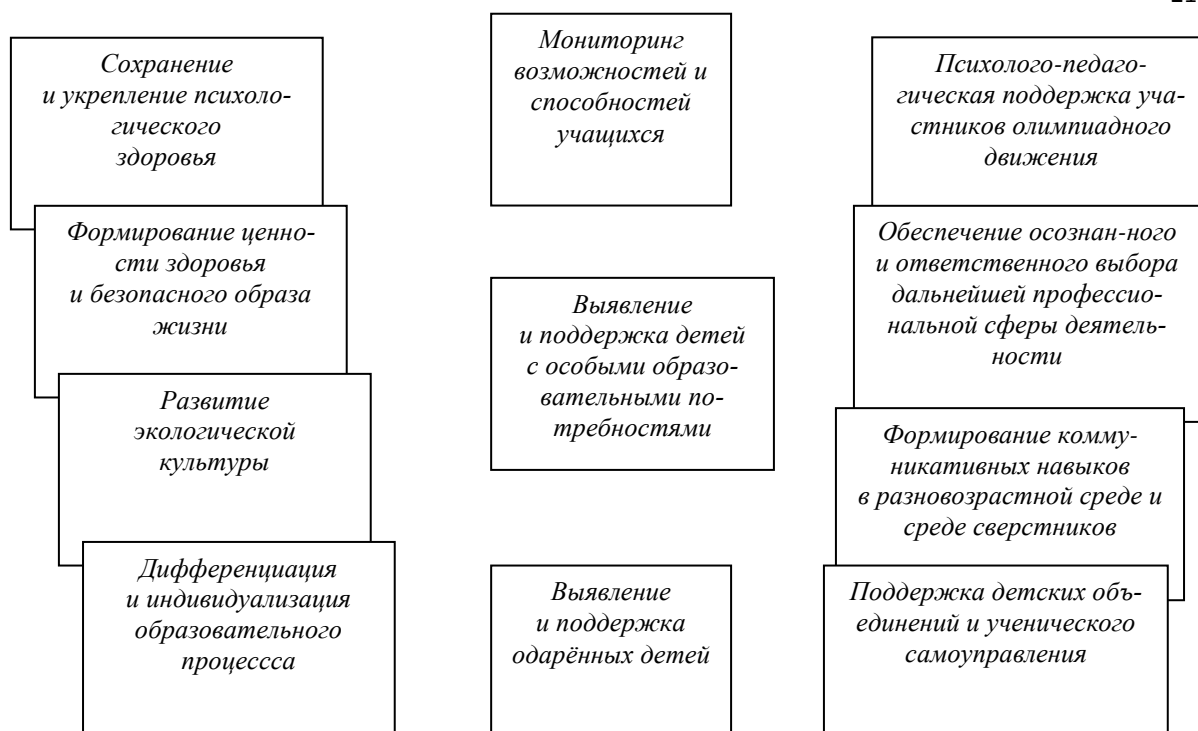 Сохранение
и укрепление психоло-
гического
здоровья
Формирование ценно-
сти здоровья
и безопасного образа
жизни
Развитие
экологической
культуры
Дифференциация
и индивидуализация
образовательного
процессса
Мониторинг
возможностей и
способностей
учащихся
Выявление
и поддержка детей
с особыми образо-
вательными по-
требностями
Выявление
и поддержка
одарённых детей
Психолого-педаго-
гическая поддержка уча-
стников олимпиадного
движения
Обеспечение осознан-ного
и ответственного выбора
дальнейшей профессио-
нальной сферы деятель-
ности
Формирование комму-
никативных навыков
в разновозрастной среде и
среде сверстников
Поддержка детских объ-
единений и ученического
самоуправления